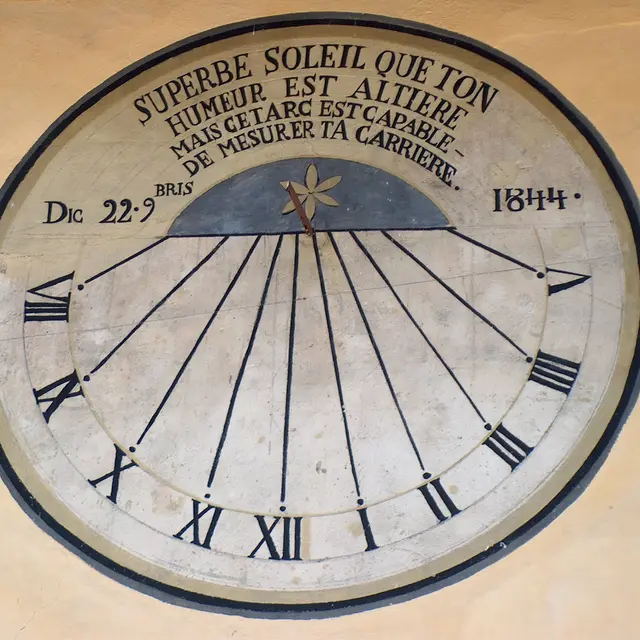 SUPERBE SOLEIL QUE TON
HUMEUR EST ALTIERE
MAIS CET ARC EST CAPABLE-
DE MESURER TA CARRIERE.
DIC 22.9BRIS 1844.
VIII IX X XI XII I II III IIII V